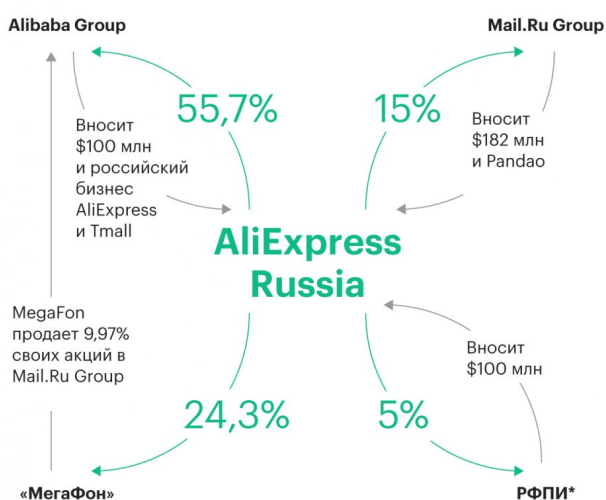 Alibaba Group
Mail.Ru Group
55,7%
15%
Вносит
$100 млн
и российский
бизнес
AliExpress
и Tmall
Вносит
$182 млн
и Pandao
AliExpress
Russia
MegaFon
продает 9,97%
своих акций в
Mail.Ru Group
Вносит
$100 млн
24,3%
5%
«МегаФон»
РФПИ*